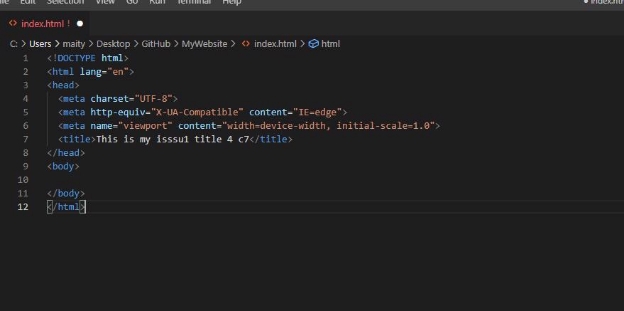 File Edit Selection View Go Run Terminal Help
index.html
index.html !
C: > Users > maity > Desktop > GitHub > MyWebsite > index.html > html
1 <!DOCTYPE html>
2 <html lang="en">
3 <head>
4 <meta charset="UTF-8">
5 <meta http-equiv="X-UA-Compatible" content="IE=edge">
6 <meta name="viewport" content="width=device-width, initial-scale=1.0">
7 <title>This is my isssu1 title 4 c7</title>
8 </head>
9 <body>
10
11 </body>
12 </html>